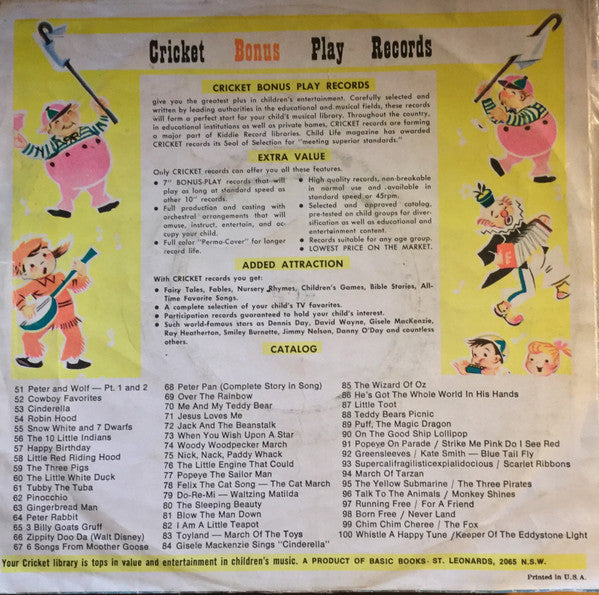 Cricket Bonus Play Records
CRICKET BONUS PLAY RECORDS
give you the greatest plus in children's entertainment. Carefully selected and
written by leading authorities in the educational and musical fields, these records
will form a perfect start for your child's musical library. Throughout the country,
in educational institutions as well as private homes, CRICKET records are forming
a major part of Kiddie Record libraries. Child Life magazine has awarded
CRICKET records its Seal of Selection for "meeting superior standards."
EXTRA VALUE
Only CRICKET records can offer you all these features.
• 7" BONUS-PLAY records that will
play as long at standard speed as
other 10" records.
• Full production and casting with
orchestral arrangements that will
amuse, instruct, entertain, and oc-
cupy your child.
• Full color "Perma-Cover" for longer
record life.
• High quality records, non-breakable
in normal use and available in
standard speed or 45rpm.
• Selected and approved catalog,
pre-tested on child groups for diver-
sification as well as educational and
entertainment content.
• Records suitable for any age group.
• LOWEST PRICE ON THE MARKET.
ADDED ATTRACTION
With CRICKET records you get:
• Fairy Tales, Fables, Nursery Rhymes, Children's Games, Bible Stories, All-
Time Favorite Songs.
• A complete selection of your child's TV favorites.
• Participation records guaranteed to hold your child's interest.
• Such world-famous stars as Dennis Day, David Wayne, Gisele MacKenzie,
Ray Heatherton, Smiley Burnette, Jimmy Nelson, Danny O'Day and countless
others.
CATALOG
51 Peter and Wolf — Pt. 1 and 2
52 Cowboy Favorites
53 Cinderella
54 Robin Hood
55 Snow White and 7 Dwarfs
56 The 10 Little Indians
57 Happy Birthday
58 Little Red Riding Hood
59 The Three Pigs
60 The Little White Duck
61 Tubby The Tuba
62 Pinocchio
63 Gingerbread Man
64 Peter Rabbit
65 3 Billy Goats Gruff
66 Zippity Doo Da (Walt Disney)
67 6 Songs From Moother Goose
68 Peter Pan (Complete Story in Song)
69 Over The Rainbow
70 Me And My Teddy Bear
71 Jesus Loves Me
72 Jack And The Beanstalk
73 When You Wish Upon A Star
74 Woody Woodpecker March
75 Nick, Nack, Paddy Whack
76 The Little Engine That Could
77 Popeye The Sailor Man
78 Felix The Cat Song — The Cat March
79 Do-Re-Mi — Waltzing Matilda
80 The Sleeping Beauty
81 Blow The Man Down
82 I Am A Little Teapot
83 Toyland — March Of The Toys
84 Gisele Mackenzie Sings "Cinderella"
85 The Wizard Of Oz
86 He's Got The Whole World In His Hands
87 Little Toot
88 Teddy Bears Picnic
89 Puff, The Magic Dragon
90 On The Good Ship Lollipop
91 Popeye On Parade / Strike Me Pink Do I See Red
92 Greensleeves / Kate Smith — Blue Tail Fly
93 Supercalifragilisticexpialidocious / Scarlet Ribbons
94 March Of Tarzan
95 The Yellow Submarine / The Three Pirates
96 Talk To The Animals / Monkey Shines
97 Running Free / For A Friend
98 Born Free / Never Land
99 Chim Chim Cheree / The Fox
100 Whistle A Happy Tune / Keeper Of The Eddystone Light
Your Cricket library is tops in value and entertainment in children's music. A PRODUCT OF BASIC BOOKS- ST. LEONARDS, 2065 N.S.W.
Printed in U.S.A.